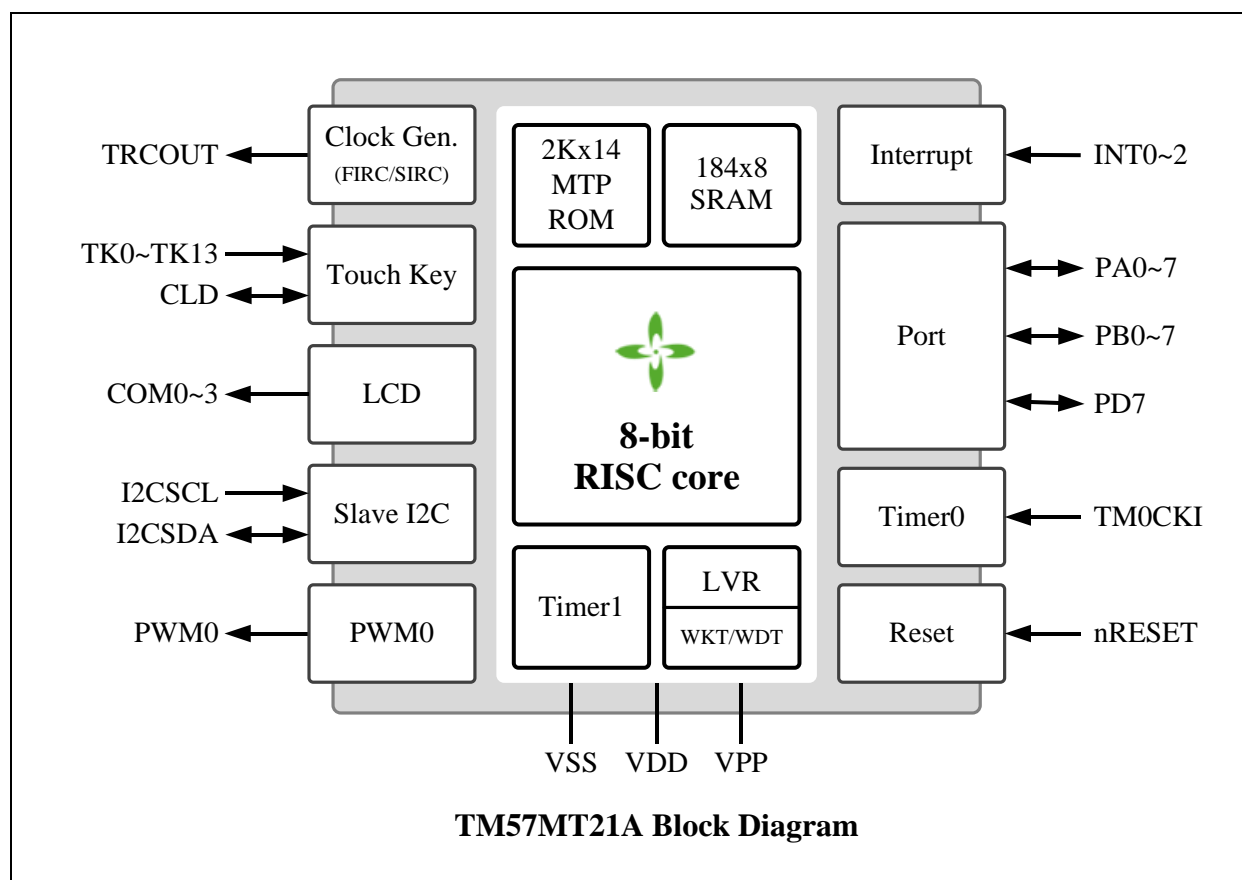 TRCOUT
Clock Gen.
(FIRC/SIRC)
TK0~TK13
CLD
Touch Key
COM0~3
LCD
I2CSCL
I2CSDA
Slave I2C
PWM0
PWM0
2Kx14
MTP
ROM
184x8
SRAM
8-bit
RISC core
Timer1
LVR
WKT/WDT
VSS
VDD
VPP
Interrupt
INT0~2
Port
PA0~7
PB0~7
PD7
Timer0
TM0CKI
Reset
nRESET
TM57MT21A Block Diagram